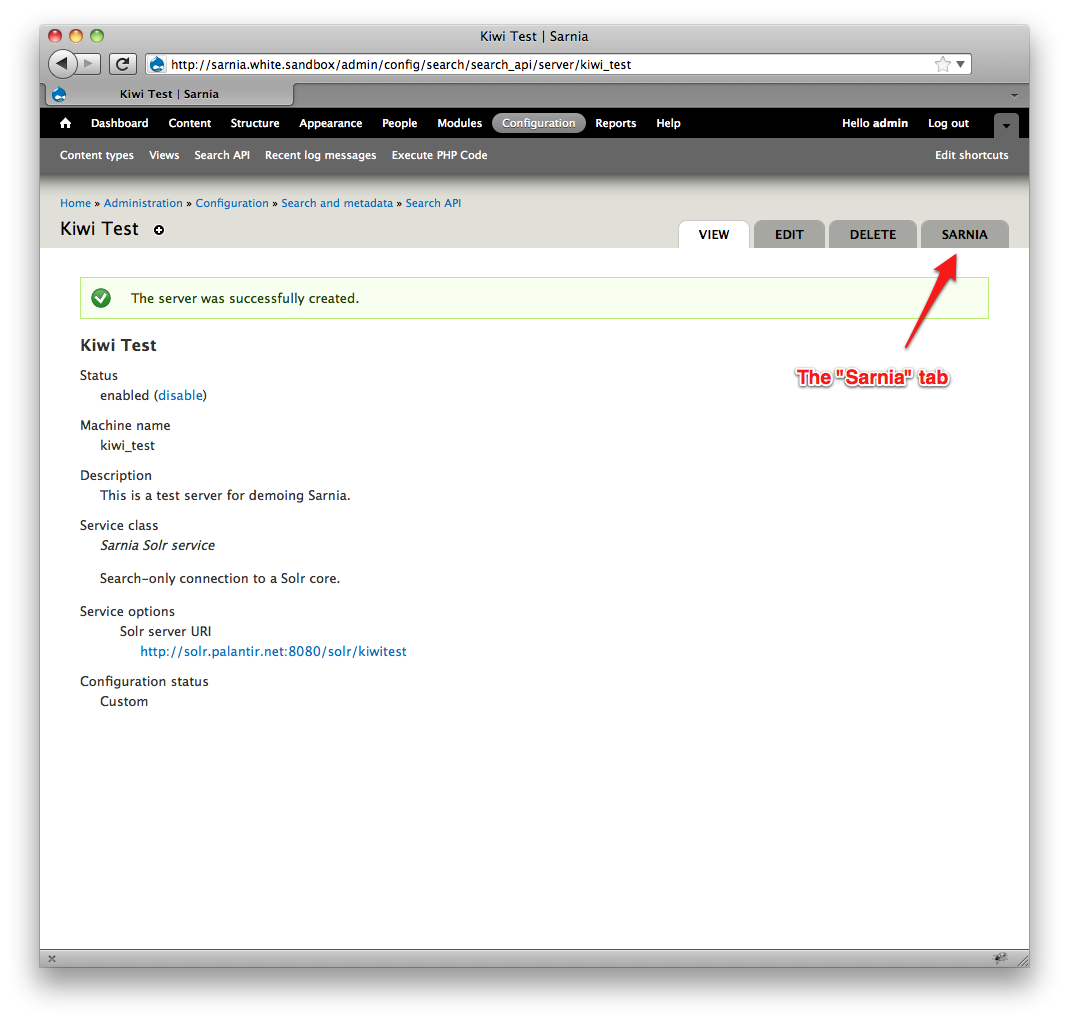 Kiwi Test | Sarnia
http://sarnia.white.sandbox/admin/config/search/search_api/server/kiwi_test
Kiwi Test | Sarnia
Dashboard Content Structure Appearance People Modules Configuration Reports Help Hello admin Log out
Content types Views Search API Recent log messages Execute PHP Code Edit shortcuts
Home » Administration » Configuration » Search and metadata » Search API
Kiwi Test VIEW EDIT DELETE SARNIA
The server was successfully created.
Kiwi Test
The "Sarnia" tab
Status
enabled (disable)
Machine name
kiwi_test
Description
This is a test server for demoing Sarnia.
Service class
Sarnia Solr service
Search-only connection to a Solr core.
Service options
Solr server URI
http://solr.palantir.net:8080/solr/kiwitest
Configuration status
Custom